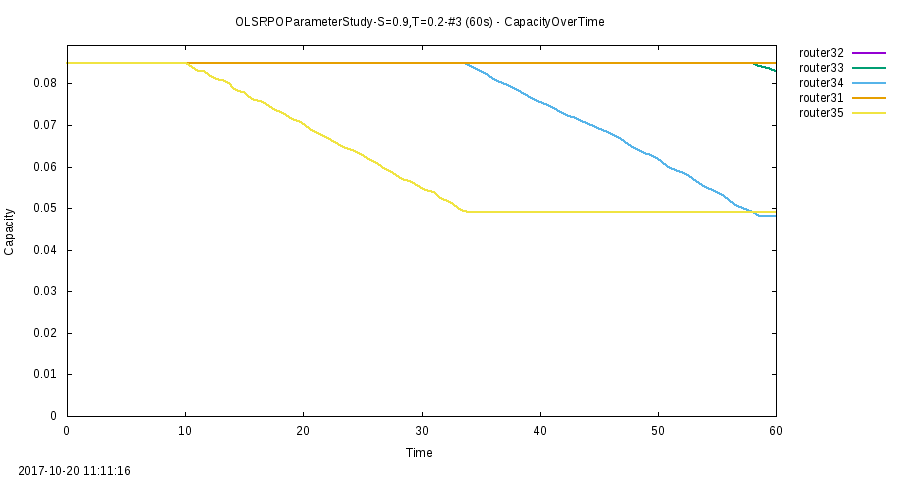 OLSRPOParameterStudy-S=0.9,T=0.2-#3 (60s) - CapacityOverTime
router32
router33
router34
router31
router35
0.08
0.07
0.06
0.05
0.04
0.03
0.02
0.01
0
Capacity
0 10 20 30 40 50 60
Time
2017-10-20 11:11:16